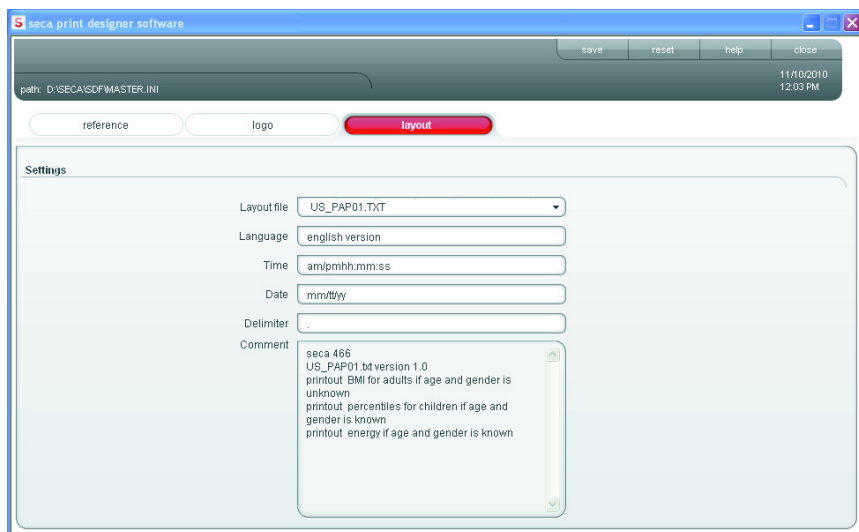 S seca print designer software
save reset help close
path: D:\SECA\SDF\MASTER.INI
11/10/2010
12:03 PM
reference logo layout
Settings
Layout file US_PAP01.TXT
Language english version
Time am/pmhh:mm:ss
Date mm/tt/yy
Delimiter .
Comment
seca 466
US_PAP01.txt version 1.0
printout BMI for adults if age and gender is
unknown
printout percentiles for children if age and
gender is known
printout energy if age and gender is known